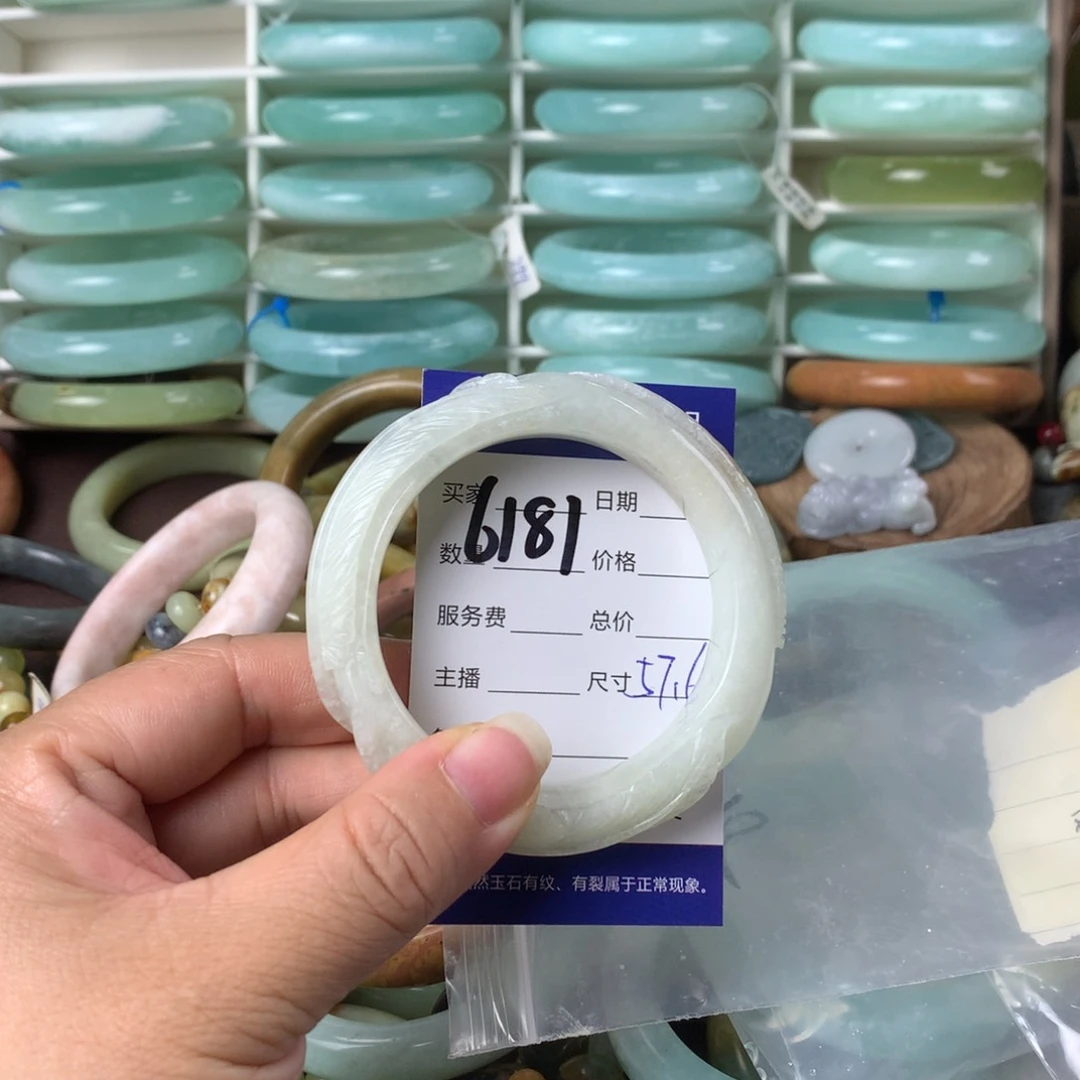 买家 6181 日期
数量 价格
服务费 总价
主播 尺寸 57.6
然玉石有纹、有裂属于正常现象。